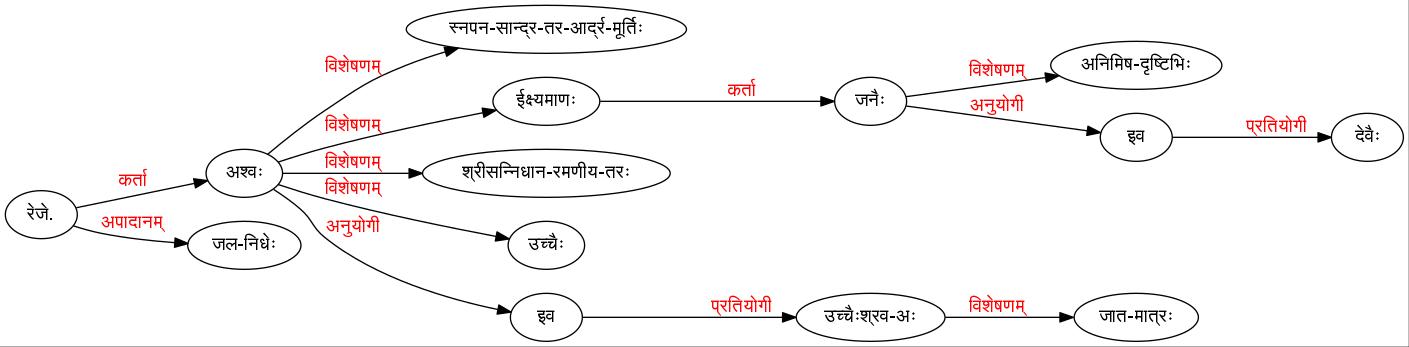 स्नपन-सान्द्र-तर-आर्द्र-मूर्तिः
विशेषणम्
अनिमिष-दृष्टिभिः
विशेषणम्
ईक्ष्यमाणः
कर्ता
जनैः
विशेषणम्
अनुयोगी
इव
प्रतियोगी
देवैः
रेजे.
कर्ता
अश्वः
विशेषणम्
श्रीसन्निधान-रमणीय-तरः
विशेषणम्
उच्चैः
अपादानम्
जल-निधेः
अनुयोगी
इव
प्रतियोगी
उच्चैःश्रव-अः
विशेषणम्
जात-मात्रः